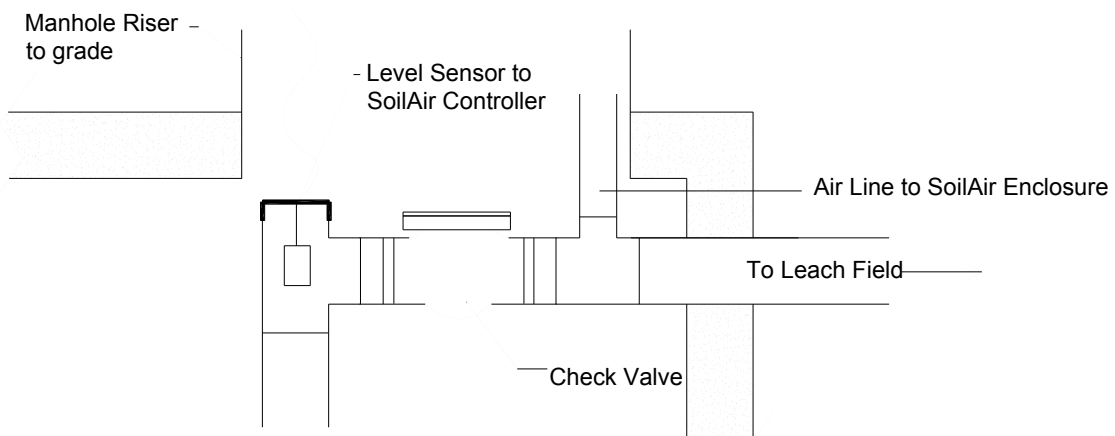 Manhole Riser
to grade
Level Sensor to
SoilAir Controller
Air Line to SoilAir Enclosure
To Leach Field
Check Valve